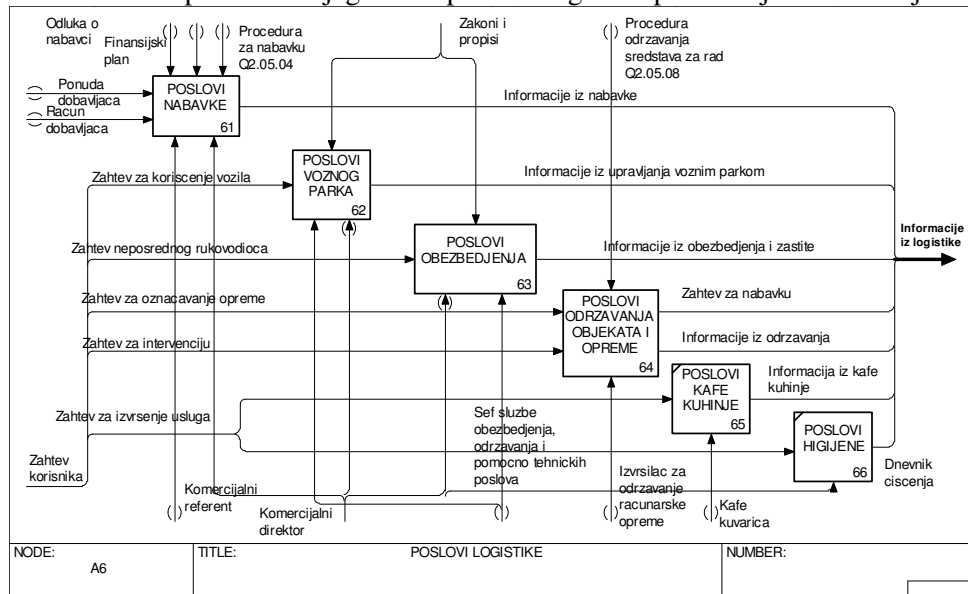 Odluka o
nabavci
Finansijski
plan
Procedura
za nabavku
Q2.05.04
Zakoni i
propisi
Procedura
odrzavanja
sredstava za rad
Q2.05.08
Ponuda
dobavljaca
Racun
dobavljaca
POSLOVI
NABAVKE
61
Informacije iz nabavke
Zahtev za koriscenje vozila
POSLOVI
VOZNOG
PARKA
62
Informacije iz upravljanja voznim parkom
Zahtev neposrednog rukovodioca
POSLOVI
OBEZBEDJENJA
63
Informacije iz obezbedjenja i zastite
Informacije
iz logistike
Zahtev za oznacavanje opreme
Zahtev za intervenciju
POSLOVI
ODRZAVANJA
OBJEKATA I
OPREME
64
Zahtev za nabavku
Informacije iz odrzavanja
POSLOVI
KAFE
KUHINJE
65
Informacija iz kafe
kuhinje
Zahtev za izvrsenje usluga
POSLOVI
HIGIJENE
66
Dnevnik
ciscenja
Zahtev
korisnika
Komercijalni
referent
Komercijalni
direktor
Sef sluzbe
obezbedjenja,
odrzavanja i
pomocno tehnickih
poslova
Izvrsilac za
odrzavanje
racunarske
opreme
Kafe
kuvarica
NODE:
A6
TITLE:
POSLOVI LOGISTIKE
NUMBER: